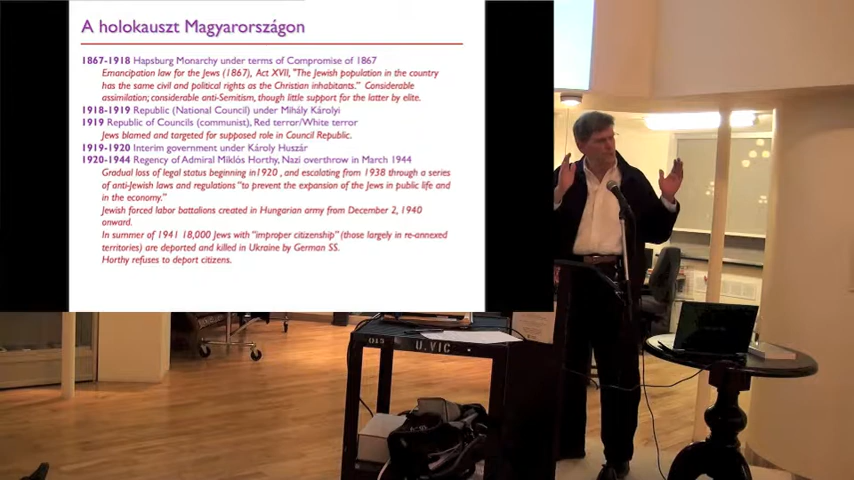 A holokauszt Magyarországon
1867-1918 Hapsburg Monarchy under terms of Compromise of 1867
Emancipation law for the Jews (1867), Act XVII, "The Jewish population in the country
has the same civil and political rights as the Christian inhabitants." Considerable
assimilation; considerable anti-Semitism, though little support for the latter by elite.
1918-1919 Republic (National Council) under Mihály Károlyi
1919 Republic of Councils (communist), Red terror/White terror
Jews blamed and targeted for supposed role in Council Republic.
1919-1920 Interim government under Károly Huszár
1920-1944 Regency of Admiral Miklós Horthy, Nazi overthrow in March 1944
Gradual loss of legal status beginning in1920 , and escalating from 1938 through a series
of anti-Jewish laws and regulations "to prevent the expansion of the Jews in public life and
in the economy."
Jewish forced labor battalions created in Hungarian army from December 2, 1940
onward.
In summer of 1941 18,000 Jews with "improper citizenship" (those largely in re-annexed
territories) are deported and killed in Ukraine by German SS.
Horthy refuses to deport citizens.
U.VIC